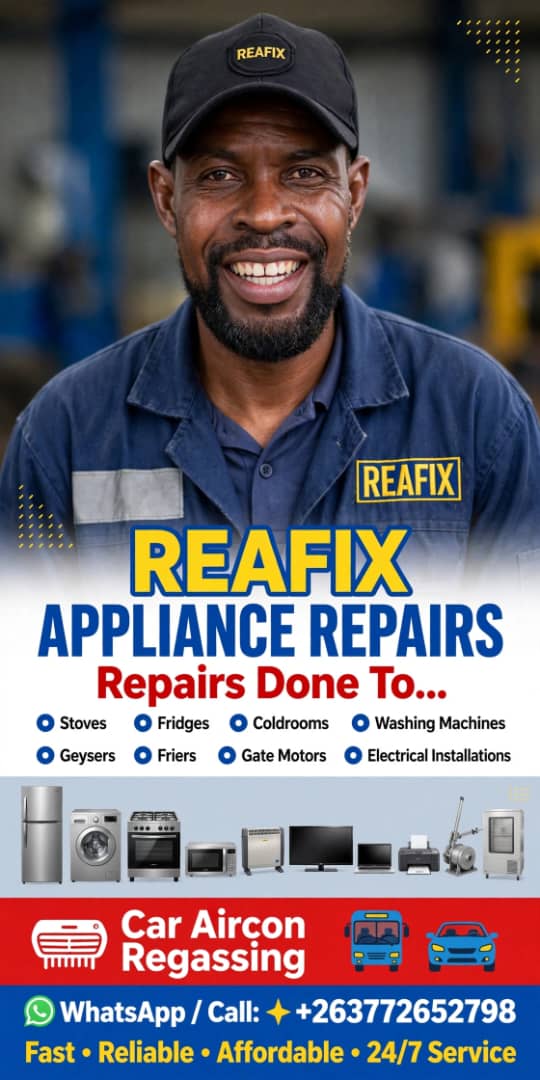 REAFIX
REAFIX
REAFIX
APPLIANCE REPAIRS
Repairs Done To...
Stoves Fridges Coldrooms Washing Machines
Geysers Friers Gate Motors Electrical Installations
Car Aircon
Regassing
WhatsApp / Call: +263772652798
Fast • Reliable • Affordable • 24/7 Service